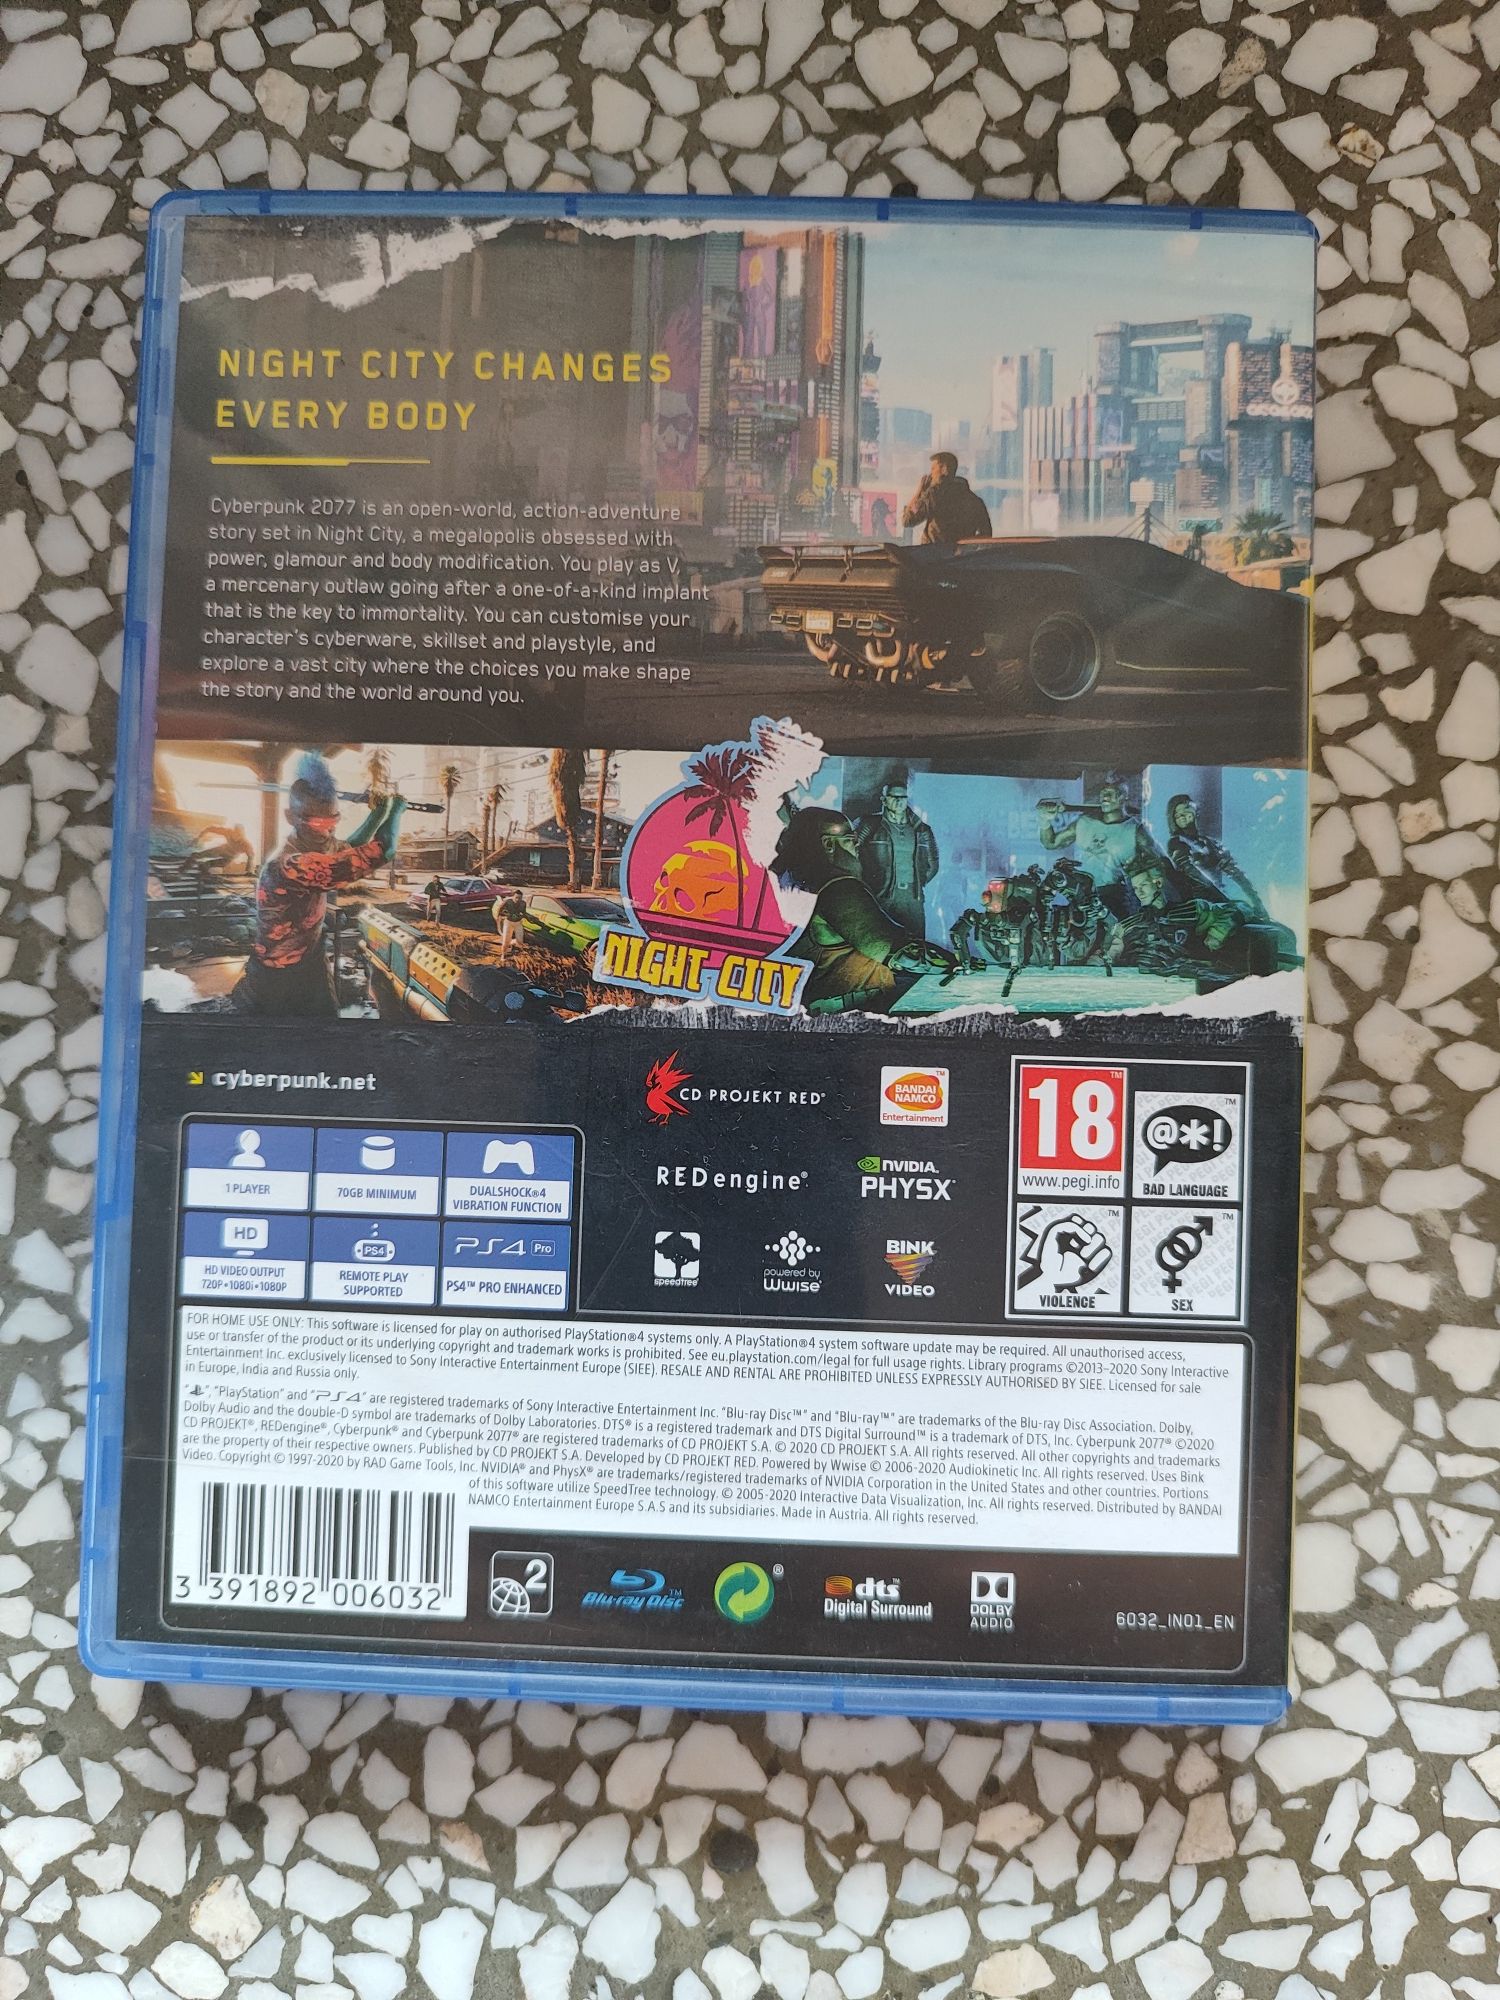 NIGHT CITY CHANGES
EVERY BODY
Cyberpunk 2077 is an open-world, action-adventure
story set in Night City, a megalopolis obsessed with
power, glamour and body modification. You play as V,
a mercenary outlaw going after a one-of-a-kind implant
that is the key to immortality. You can customise your
character's cyberware, skillset and playstyle, and
explore a vast city where the choices you make shape
the story and the world around you.
NIGHT CITY
cyberpunk.net
CD PROJEKT RED®
BANDAI
NAMCO
Entertainment
REDengine®
NVIDIA.
PHYSX®
speedtree
powered by
Wwise
BINK
VIDEO
18
www.pegi.info
@*!
BAD LANGUAGE
VIOLENCE
SEX
1 PLAYER
70GB MINIMUM
DUALSHOCK®4
VIBRATION FUNCTION
HD
HD VIDEO OUTPUT
720P•1080i•1080P
PS4
REMOTE PLAY
SUPPORTED
PS4 Pro
PS4™ PRO ENHANCED
FOR HOME USE ONLY: This software is licensed for play on authorised PlayStation®4 systems only. A PlayStation®4 system software update may be required. All unauthorised access,
use or transfer of the product or its underlying copyright and trademark works is prohibited. See eu.playstation.com/legal for full usage rights. Library programs ©2013-2020 Sony Interactive
Entertainment Inc. exclusively licensed to Sony Interactive Entertainment Europe (SIEE). RESALE AND RENTAL ARE PROHIBITED UNLESS EXPRESSLY AUTHORISED BY SIEE. Licensed for sale
in Europe, India and Russia only.
" ", "PlayStation" and "PS4" are registered trademarks of Sony Interactive Entertainment Inc. "Blu-ray Disc™" and "Blu-ray™" are trademarks of the Blu-ray Disc Association. Dolby,
Dolby Audio and the double-D symbol are trademarks of Dolby Laboratories. DTS® is a registered trademark and DTS Digital Surround™ is a trademark of DTS, Inc. Cyberpunk 2077® ©2020
CD PROJEKT®, REDengine®, Cyberpunk® and Cyberpunk 2077® are registered trademarks of CD PROJEKT S.A. © 2020 CD PROJEKT S.A. All rights reserved. All other copyrights and trademarks
are the property of their respective owners. Published by CD PROJEKT S.A. Developed by CD PROJEKT RED. Powered by Wwise © 2006-2020 Audiokinetic Inc. All rights reserved. Uses Bink
Video. Copyright © 1997-2020 by RAD Game Tools, Inc. NVIDIA® and PhysX® are trademarks/registered trademarks of NVIDIA Corporation in the United States and other countries. Portions
of this software utilize SpeedTree technology. © 2005-2020 Interactive Data Visualization, Inc. All rights reserved. Distributed by BANDAI
NAMCO Entertainment Europe S.A.S and its subsidiaries. Made in Austria. All rights reserved.
3 391892 006032
2
Blu-ray Disc™
dts™
Digital Surround
DOLBY
AUDIO
6032_IN01_EN